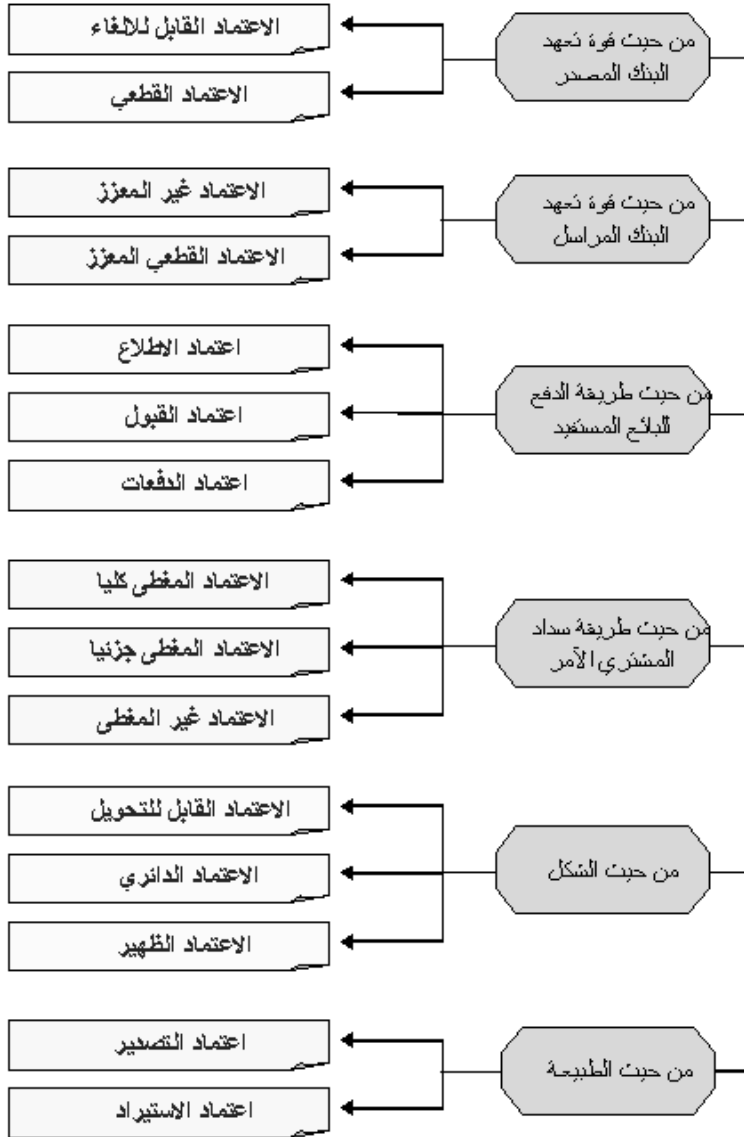 من حيث قوة تعهد
البنك المصدر
الاعتماد القابل للالغاء
الاعتماد القطعي
من حيث قوة تعهد
البنك المراسل
الاعتماد غير المعزز
الاعتماد القطعي المعزز
من حيث طريقة الدفع
للبائع المستفيد
اعتماد الاطلاع
اعتماد القبول
اعتماد الدفعات
من حيث طريقة سداد
المشتري الآمر
الاعتماد المغطى كليا
الاعتماد المغطى جزئيا
الاعتماد غير المغطى
من حيث الشكل
الاعتماد القابل للتحويل
الاعتماد الدائري
الاعتماد الظهير
من حيث الطبيعة
اعتماد التصدير
اعتماد الاستيراد